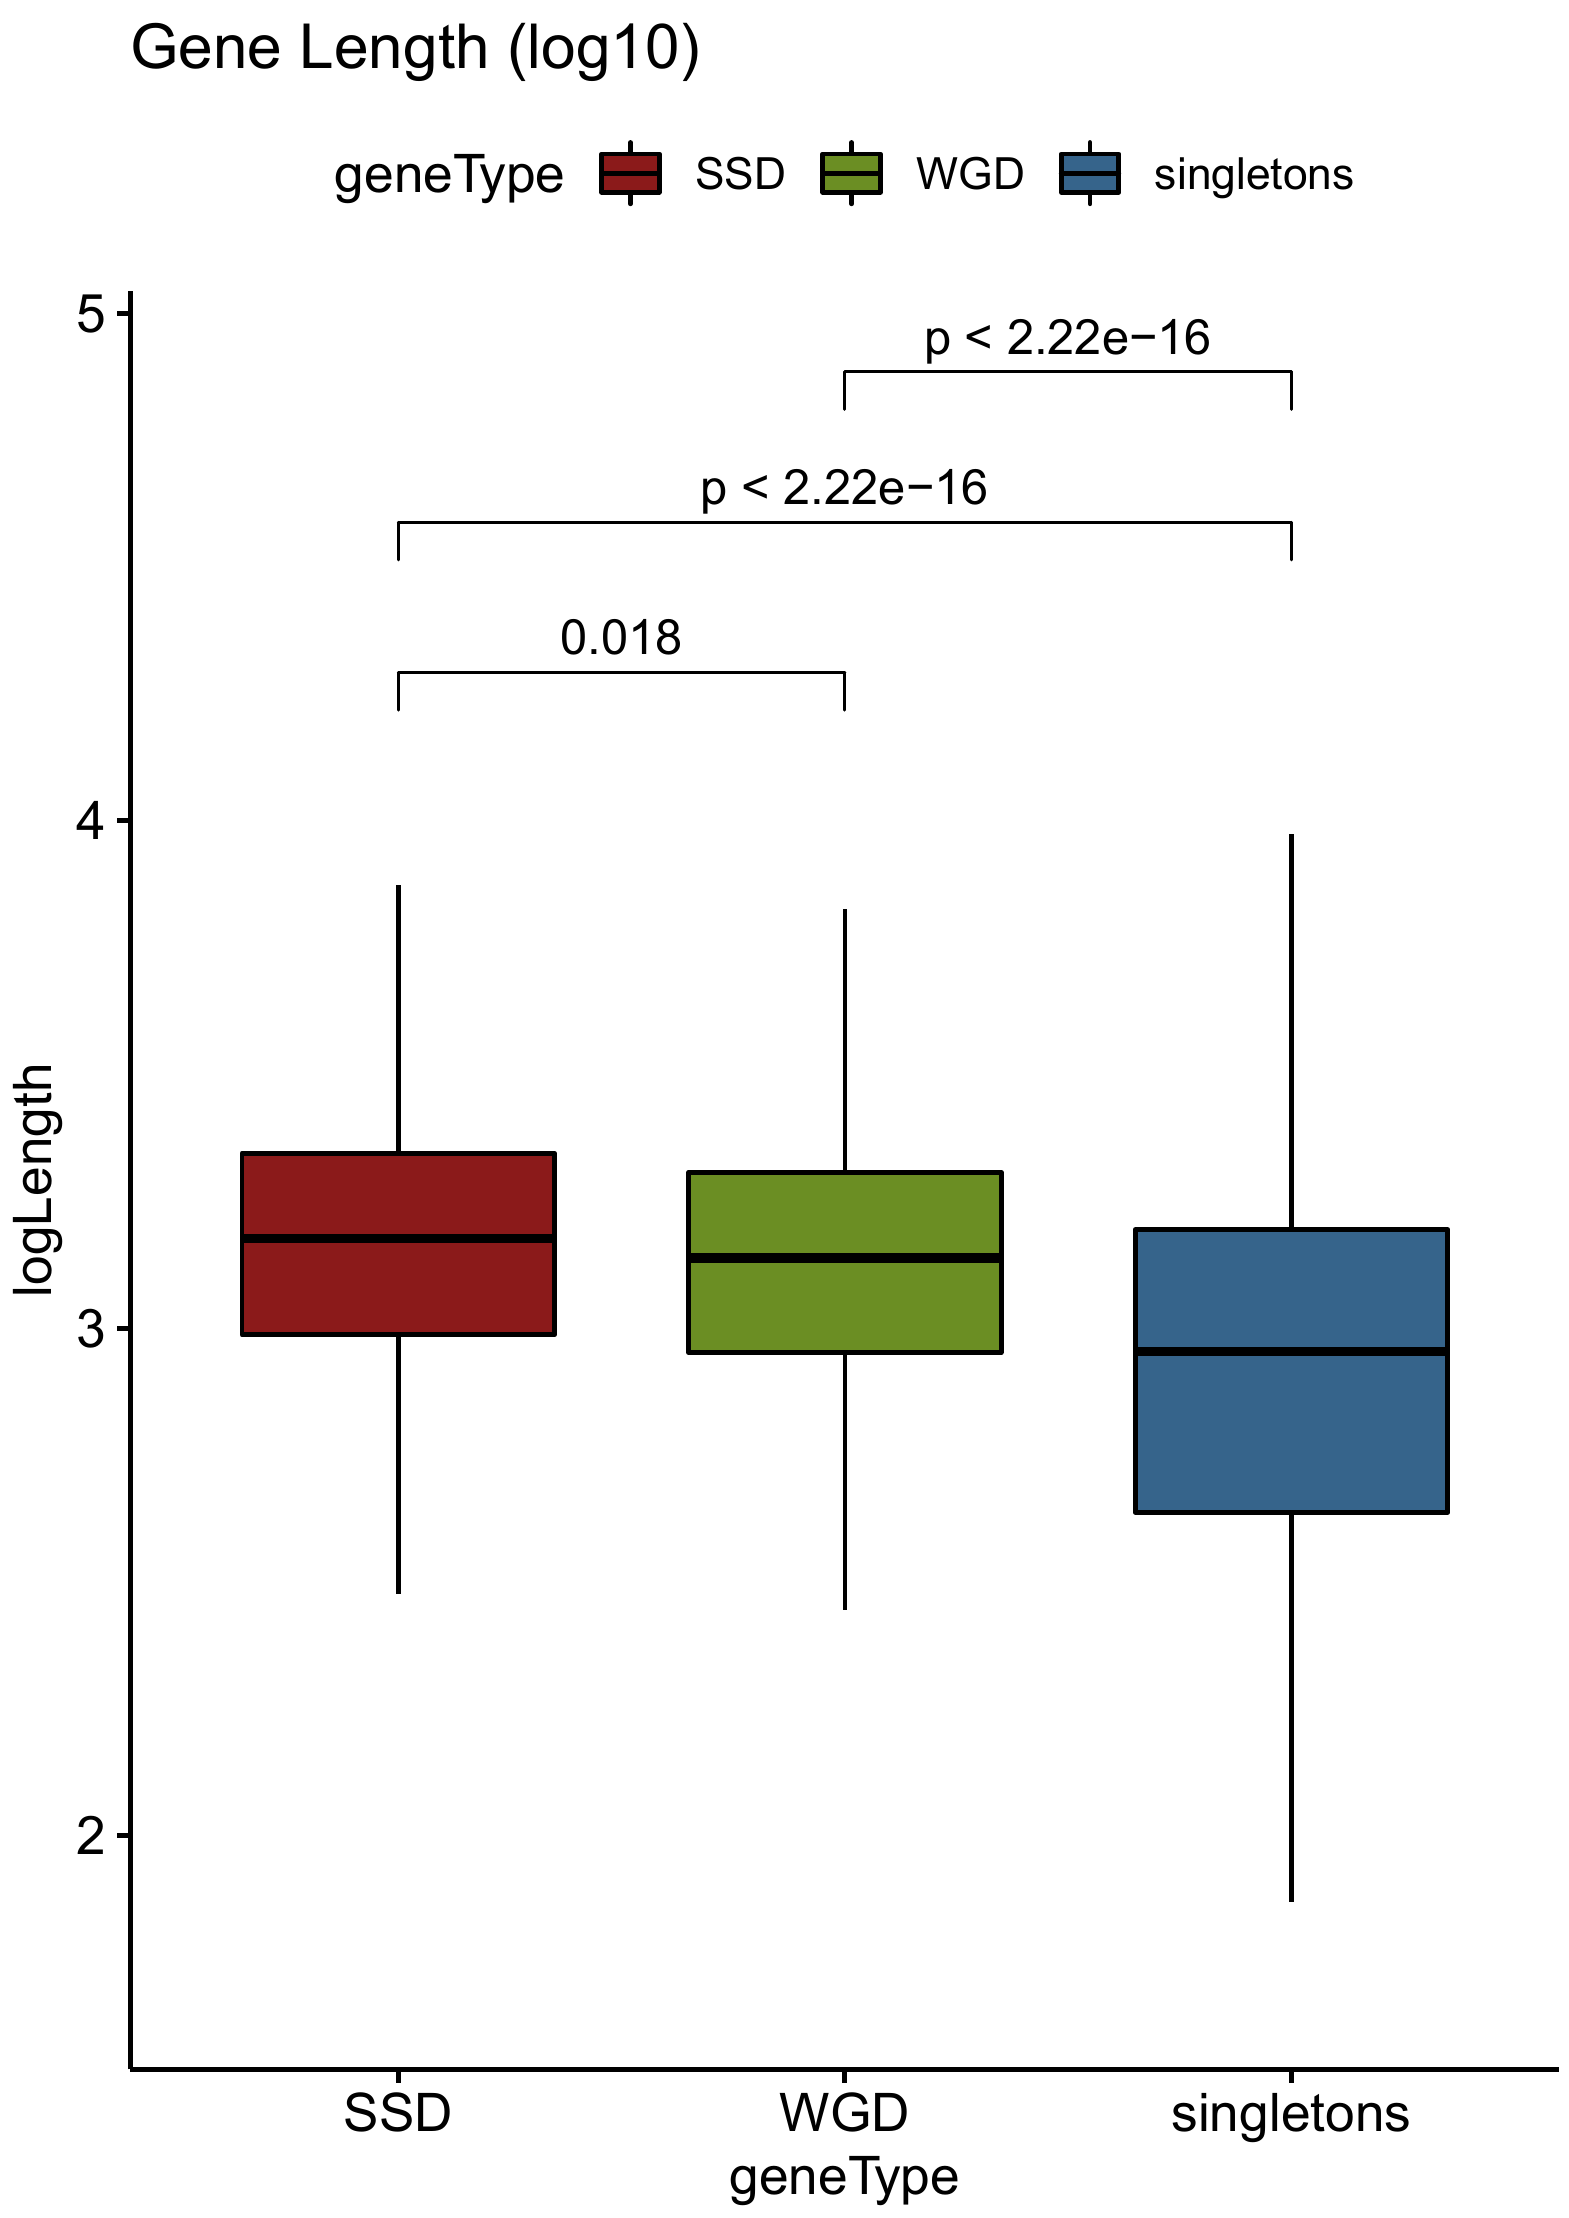 Gene Length (log10)
geneType SSD WGD singletons
5
p < 2.22e−16
p < 2.22e−16
0.018
4
logLength
3
2
SSD WGD singletons
geneType